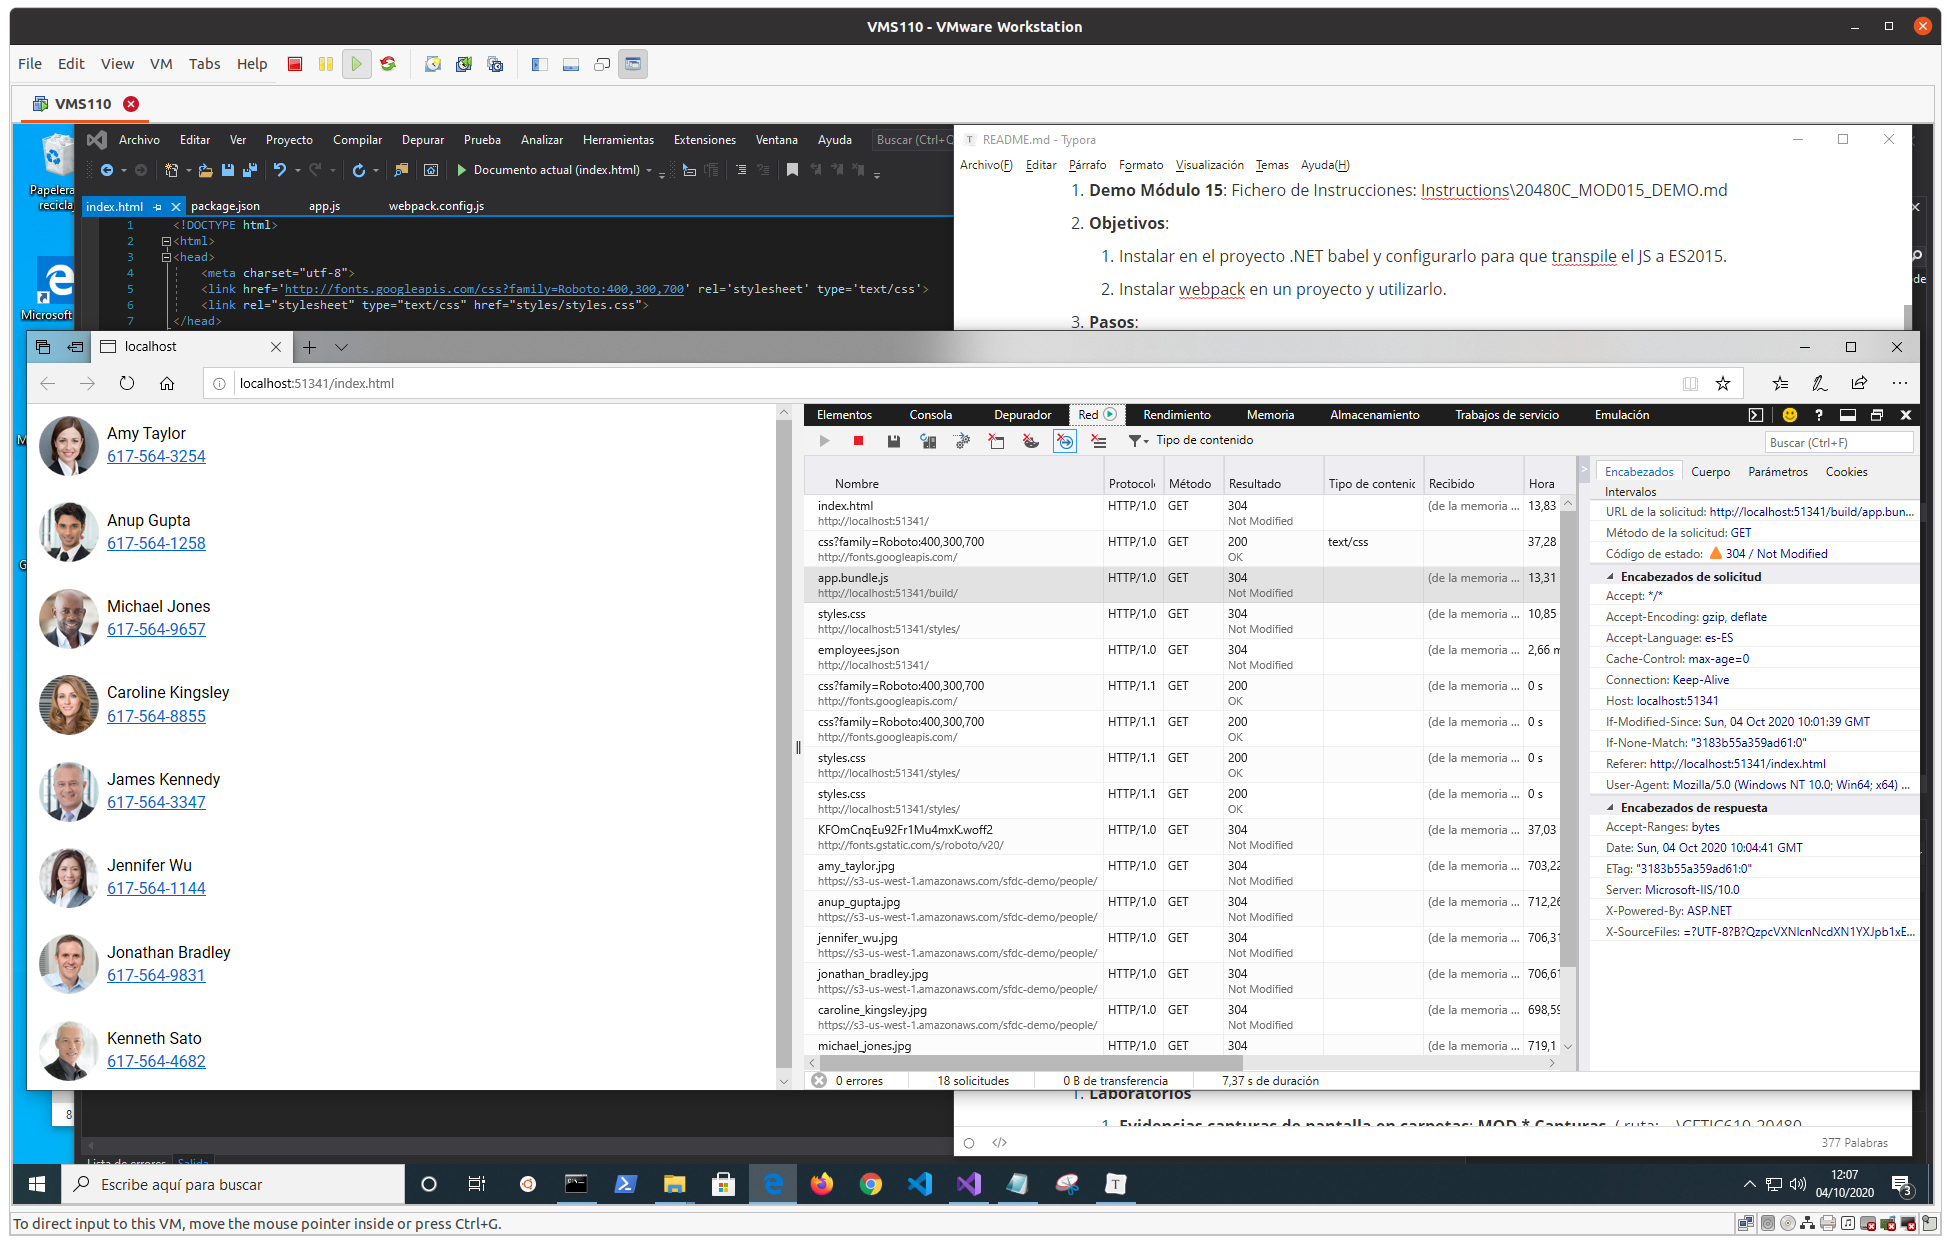 VMS110 - VMware Workstation
File Edit View VM Tabs Help
VMS110
Papelera
recicla
Microsoft
Archivo Editar Ver Proyecto Compilar Depurar Prueba Analizar Herramientas Extensiones Ventana Ayuda Buscar (Ctrl+Q
Documento actual (index.html)
index.html package.json app.js webpack.config.js
1 <!DOCTYPE html>
2 <html>
3 <head>
4 <meta charset="utf-8">
5 <link href='http://fonts.googleapis.com/css?family=Roboto:400,300,700' rel='stylesheet' type='text/css'>
6 <link rel="stylesheet" type="text/css" href="styles/styles.css">
7 </head>
README.md - Typora
Archivo(F) Editar Párrafo Formato Visualización Temas Ayuda(H)
1. Demo Módulo 15: Fichero de Instrucciones: Instructions\20480C_MOD015_DEMO.md
2. Objetivos:
1. Instalar en el proyecto .NET babel y configurarlo para que transpile el JS a ES2015.
2. Instalar webpack en un proyecto y utilizarlo.
3. Pasos:
de
localhost
localhost:51341/index.html
Amy Taylor
617-564-3254
Anup Gupta
617-564-1258
Michael Jones
617-564-9657
Caroline Kingsley
617-564-8855
James Kennedy
617-564-3347
Jennifer Wu
617-564-1144
Jonathan Bradley
617-564-9831
Kenneth Sato
617-564-4682
Elementos Consola Depurador Red Rendimiento Memoria Almacenamiento Trabajos de servicio Emulación
Tipo de contenido
Buscar (Ctrl+F)
Nombre Protocolo Método Resultado Tipo de contenic Recibido Hora
index.html HTTP/1.0 GET 304 (de la memoria ... 13,83
http://localhost:51341/ Not Modified
css?family=Roboto:400,300,700 HTTP/1.0 GET 200 text/css 37,28
http://fonts.googleapis.com/ OK
app.bundle.js HTTP/1.0 GET 304 (de la memoria ... 13,31
http://localhost:51341/build/ Not Modified
styles.css HTTP/1.0 GET 304 (de la memoria ... 10,85
http://localhost:51341/styles/ Not Modified
employees.json HTTP/1.0 GET 304 (de la memoria ... 2,66 m
http://localhost:51341/ Not Modified
css?family=Roboto:400,300,700 HTTP/1.1 GET 200 (de la memoria ... 0 s
http://fonts.googleapis.com/ OK
css?family=Roboto:400,300,700 HTTP/1.1 GET 200 (de la memoria ... 0 s
http://fonts.googleapis.com/ OK
styles.css HTTP/1.1 GET 200 (de la memoria ... 0 s
http://localhost:51341/styles/ OK
styles.css HTTP/1.1 GET 200 (de la memoria ... 0 s
http://localhost:51341/styles/ OK
KFOmCnqEu92Fr1Mu4mxK.woff2 HTTP/1.0 GET 304 (de la memoria ... 37,03
http://fonts.gstatic.com/s/roboto/v20/ Not Modified
amy_taylor.jpg HTTP/1.0 GET 304 (de la memoria ... 703,22
https://s3-us-west-1.amazonaws.com/sfdc-demo/people/ Not Modified
anup_gupta.jpg HTTP/1.0 GET 304 (de la memoria ... 712,26
https://s3-us-west-1.amazonaws.com/sfdc-demo/people/ Not Modified
jennifer_wu.jpg HTTP/1.0 GET 304 (de la memoria ... 706,31
https://s3-us-west-1.amazonaws.com/sfdc-demo/people/ Not Modified
jonathan_bradley.jpg HTTP/1.0 GET 304 (de la memoria ... 706,61
https://s3-us-west-1.amazonaws.com/sfdc-demo/people/ Not Modified
caroline_kingsley.jpg HTTP/1.0 GET 304 (de la memoria ... 698,59
https://s3-us-west-1.amazonaws.com/sfdc-demo/people/ Not Modified
michael_jones.jpg HTTP/1.0 GET 304 (de la memoria ... 719,1
0 errores 18 solicitudes 0 B de transferencia 7,37 s de duración
Encabezados Cuerpo Parámetros Cookies
Intervalos
URL de la solicitud: http://localhost:51341/build/app.bun...
Método de la solicitud: GET
Código de estado: 304 / Not Modified
Encabezados de solicitud
Accept: */*
Accept-Encoding: gzip, deflate
Accept-Language: es-ES
Cache-Control: max-age=0
Connection: Keep-Alive
Host: localhost:51341
If-Modified-Since: Sun, 04 Oct 2020 10:01:39 GMT
If-None-Match: "3183b55a359ad61:0"
Referer: http://localhost:51341/index.html
User-Agent: Mozilla/5.0 (Windows NT 10.0; Win64; x64) ...
Encabezados de respuesta
Accept-Ranges: bytes
Date: Sun, 04 Oct 2020 10:04:41 GMT
ETag: "3183b55a359ad61:0"
Server: Microsoft-IIS/10.0
X-Powered-By: ASP.NET
X-SourceFiles: =?UTF-8?B?QzpcVXNlcnNcdXN1YXJpb1xE...
8
1. Laboratorios
1. Evidencias capturas de pantalla en carpetas: MOD * Capturas
377 Palabras
Lista de errores Salida
Escribe aquí para buscar
12:07
04/10/2020
3
To direct input to this VM, move the mouse pointer inside or press Ctrl+G.